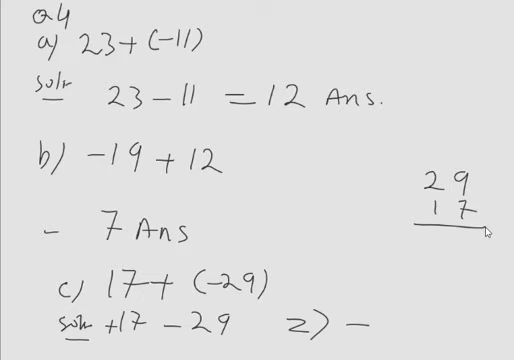 Q4
a) 23 + (-11)
Soln 23 - 11 = 12 Ans.
b) -19 + 12
- 7 Ans
29
17
c) 17 + (-29)
Soln +17 - 29 => -